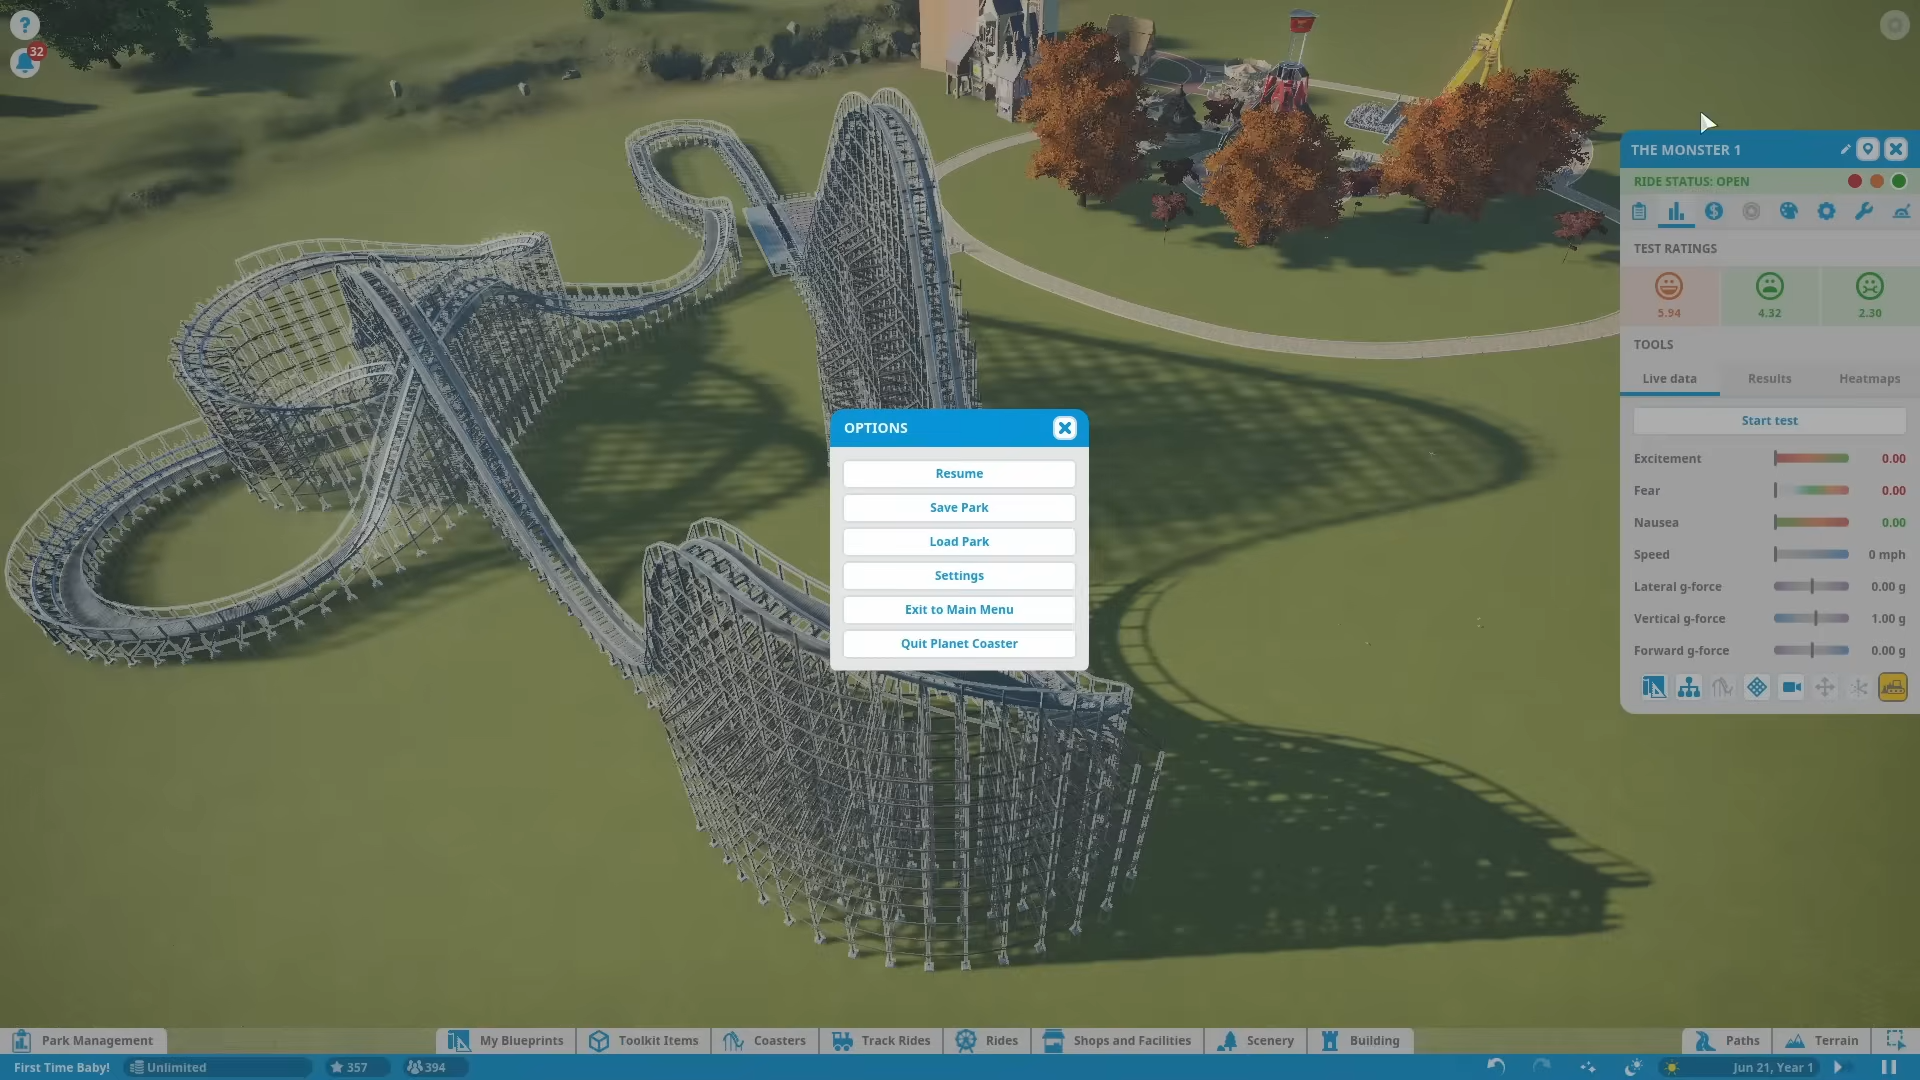 ?
32
THE MONSTER 1
RIDE STATUS: OPEN
TEST RATINGS
5.94 4.32 2.30
TOOLS
Live data Results Heatmaps
Start test
Excitement 0.00
Fear 0.00
Nausea 0.00
Speed 0 mph
Lateral g-force 0.00 g
Vertical g-force 1.00 g
Forward g-force 0.00 g
OPTIONS
Resume
Save Park
Load Park
Settings
Exit to Main Menu
Quit Planet Coaster
Park Management My Blueprints Toolkit Items Coasters Track Rides Rides Shops and Facilities Scenery Building Paths Terrain
First Time Baby! Unlimited 357 394 Jun 21, Year 1